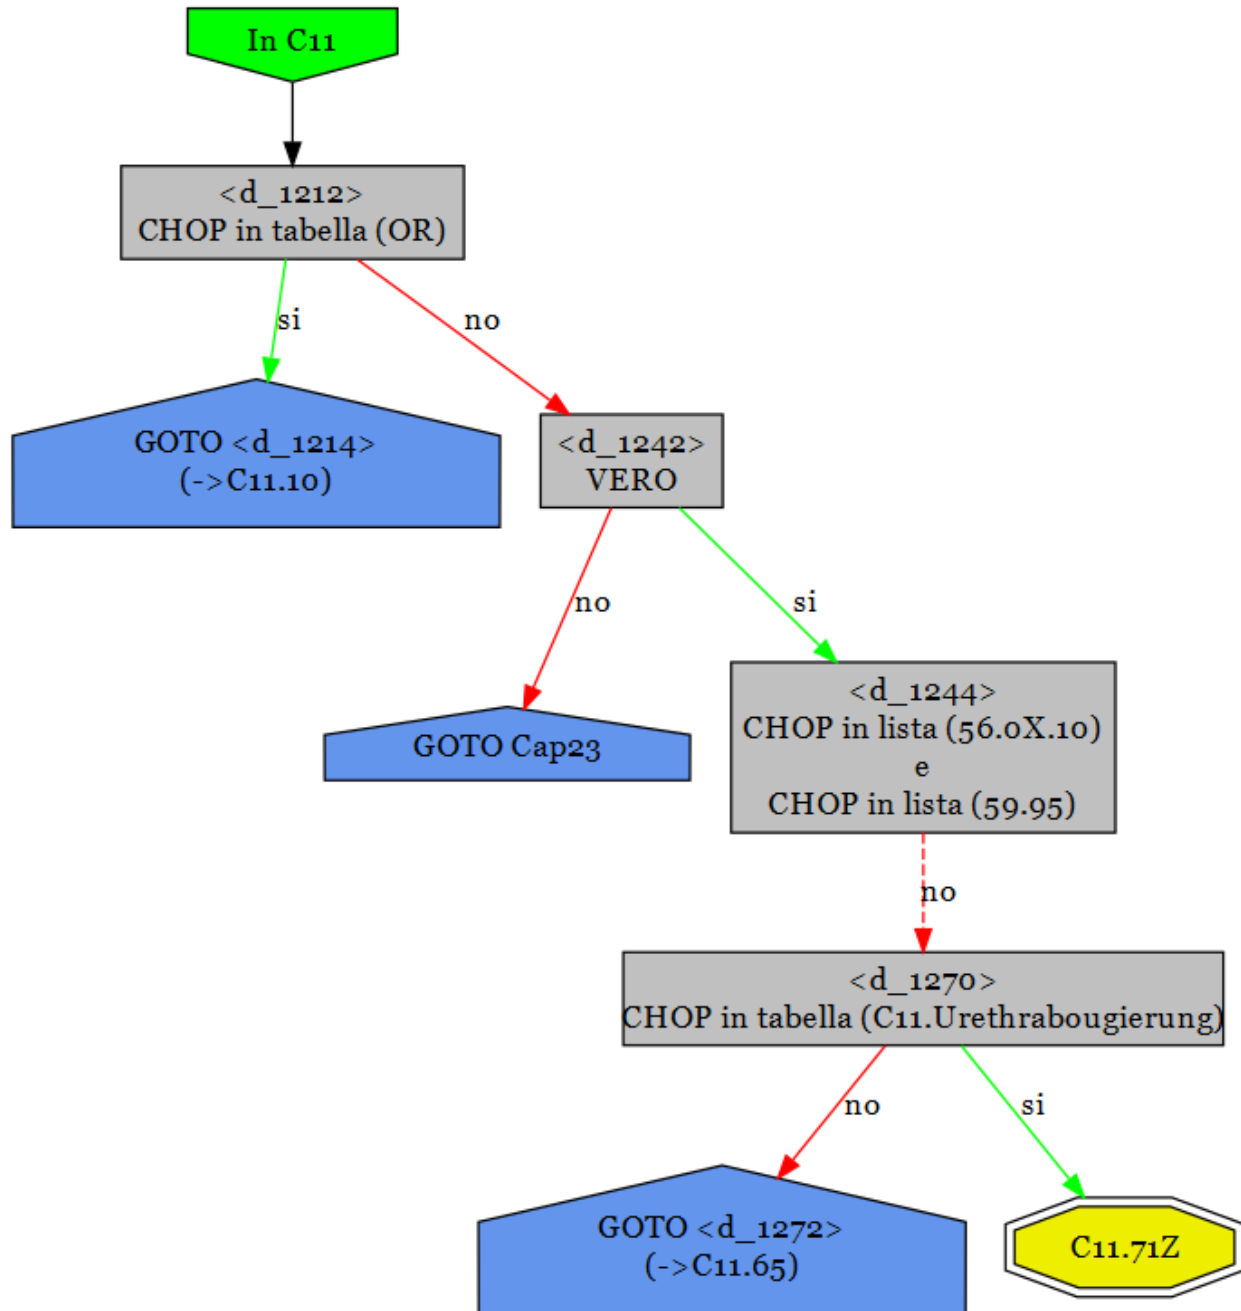 In C11
<d_1212>
CHOP in tabella (OR)
si
no
GOTO <d_1214>
(->C11.10)
<d_1242>
VERO
no
si
GOTO Cap23
<d_1244>
CHOP in lista (56.0X.10)
e
CHOP in lista (59.95)
no
<d_1270>
CHOP in tabella (C11.Urethrabougierung)
no
si
GOTO <d_1272>
(->C11.65)
C11.71Z